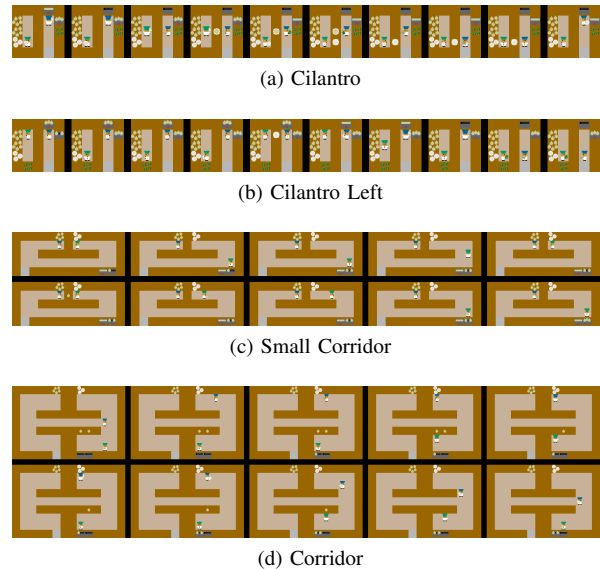 (a) Cilantro
(b) Cilantro Left
(c) Small Corridor
(d) Corridor